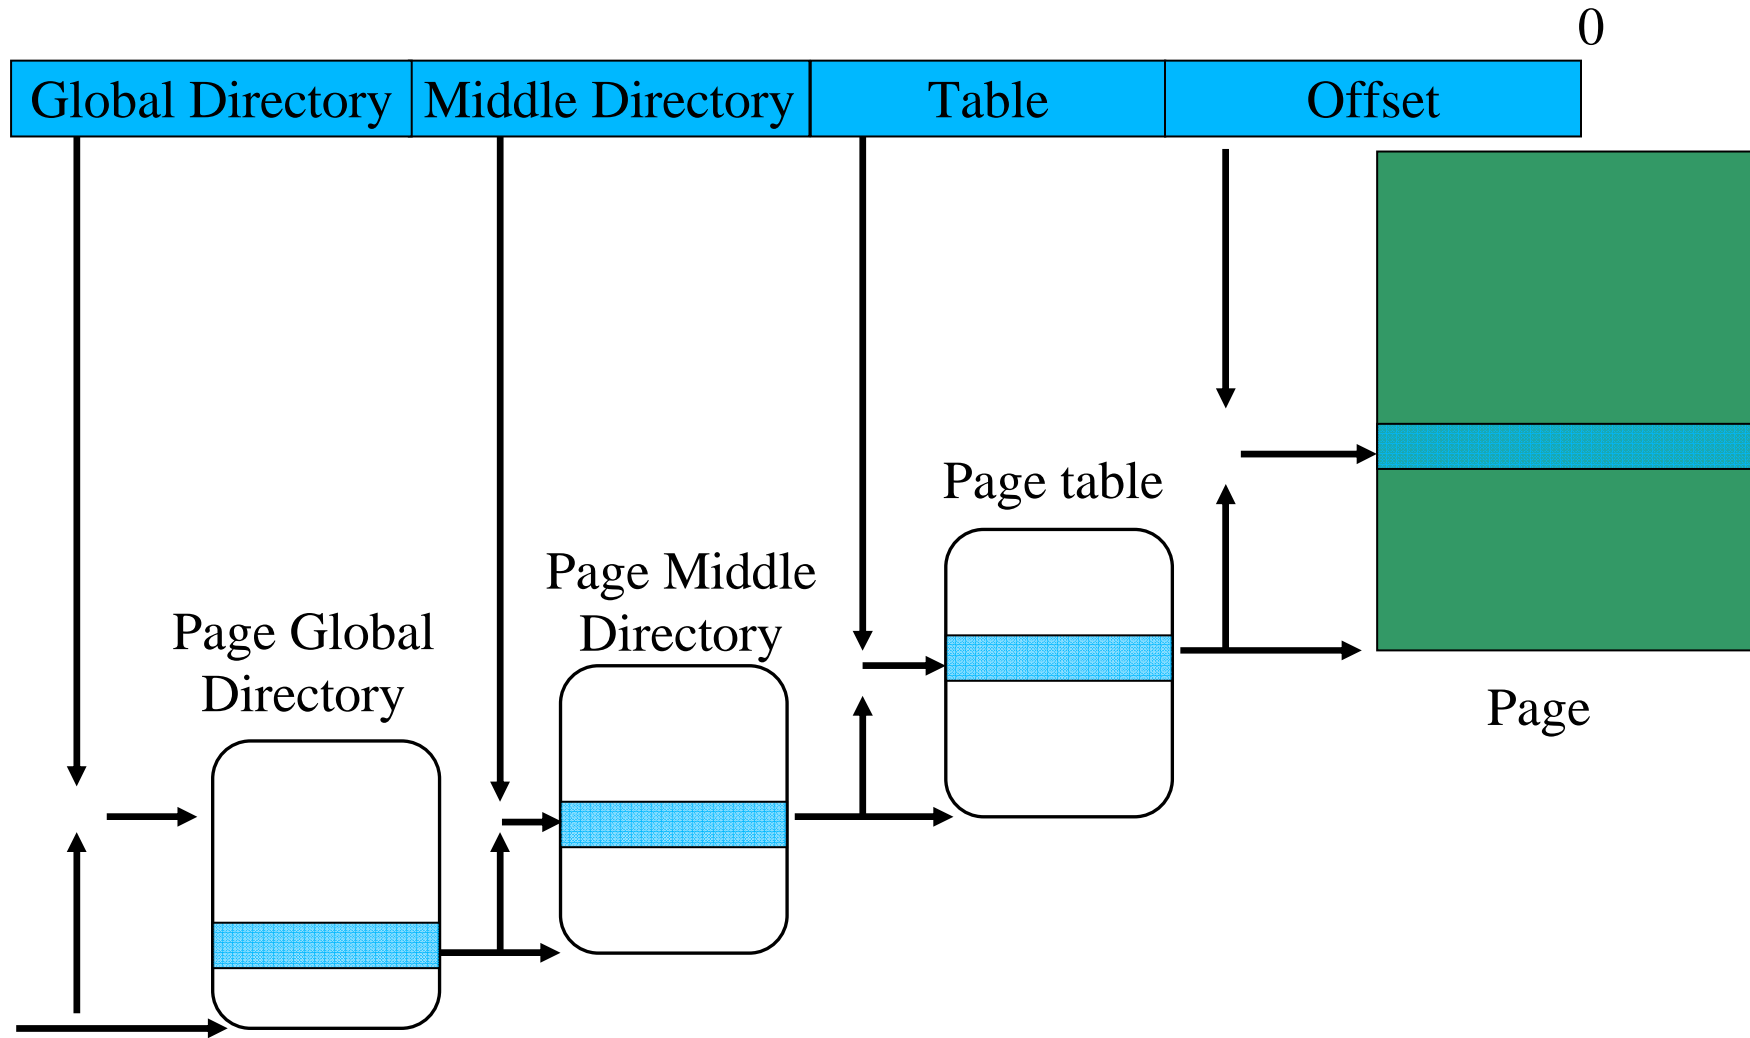 0
Global Directory Middle Directory Table Offset
Page table
Page Middle
Directory
Page Global
Directory
Page